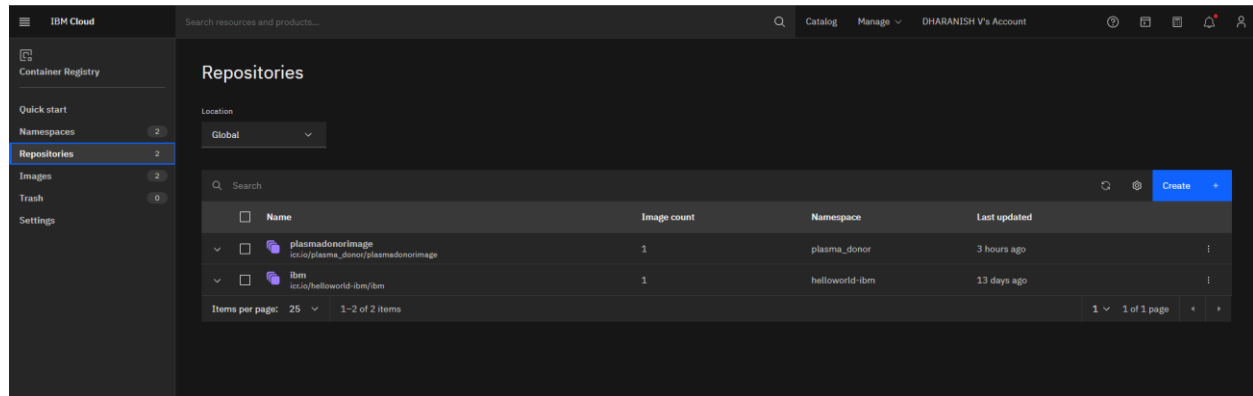 IBM Cloud
Search resources and products...
Catalog
Manage
DHARANISH V's Account
Container Registry
Quick start
Namespaces 2
Repositories 2
Images 2
Trash 0
Settings
Repositories
Location
Global
Search
Create +
Name Image count Namespace Last updated
plasmadonorimage 1 plasma_donor 3 hours ago
icr.io/plasma_donor/plasmadonorimage
ibm 1 helloworld-ibm 13 days ago
icr.io/helloworld-ibm/ibm
Items per page: 25 1–2 of 2 items 1 1 of 1 page